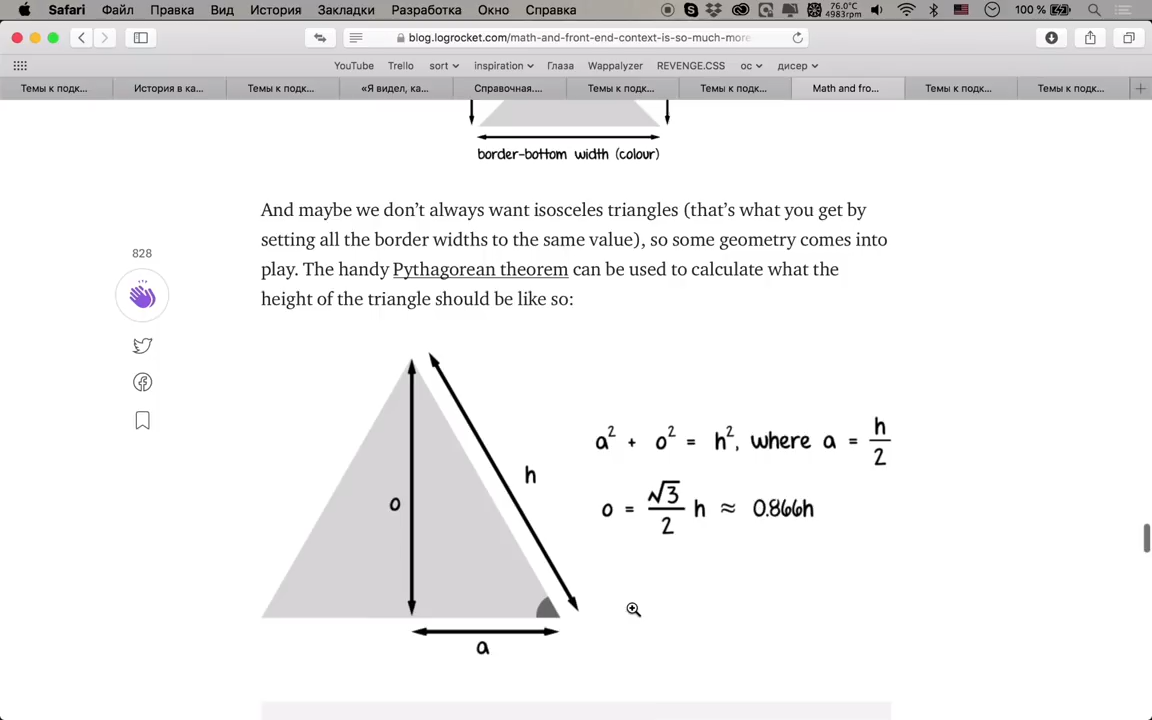 Safari Файл Правка Вид История Закладки Разработка Окно Справка 76.0°C 4983rpm 100 %
blog.logrocket.com/math-and-front-end-context-is-so-much-more
YouTube Trello sort inspiration Глаза Wappalyzer REVENGE.CSS ос дисер
Темы к подк... История в ка... Темы к подк... «Я видел, ка... Справочная.... Темы к подк... Темы к подк... Math and fro... Темы к подк... Темы к подк...
border-bottom width (colour)
And maybe we don’t always want isosceles triangles (that’s what you get by
setting all the border widths to the same value), so some geometry comes into
play. The handy Pythagorean theorem can be used to calculate what the
height of the triangle should be like so:
828
a² + o² = h², where a = h/2
o = √3/2 h ≈ 0.866h
o
h
a